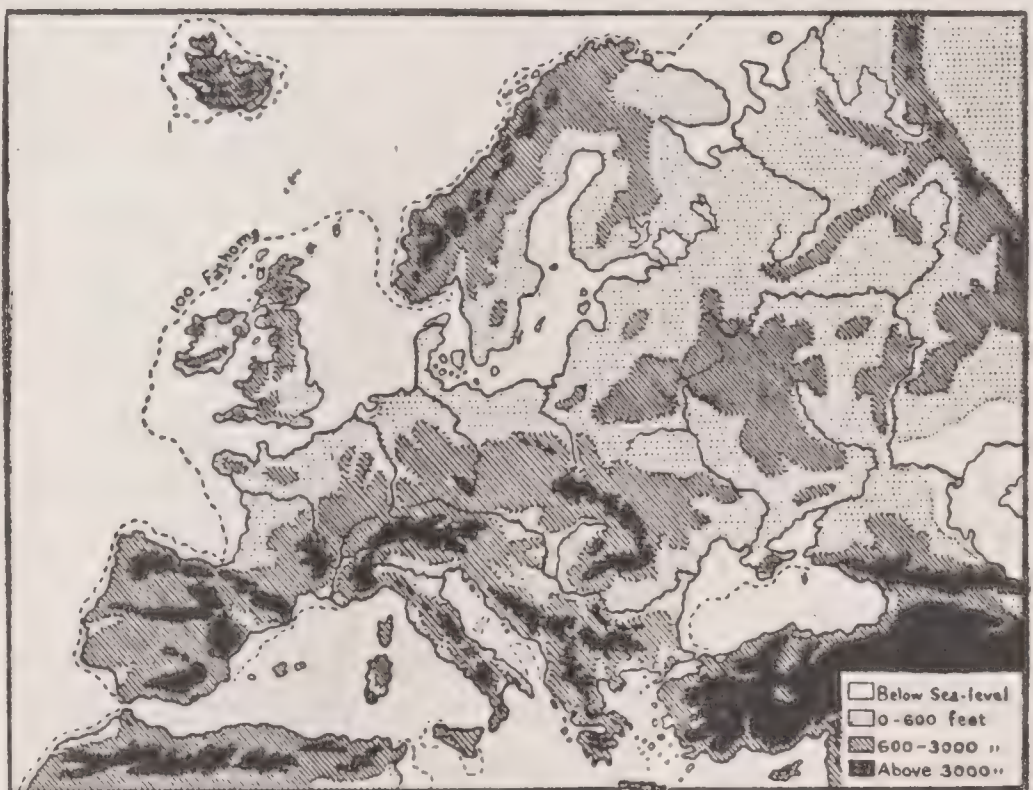 100 Fathoms
Below Sea-level
0-600 feet
600-3000 "
Above 3000 "